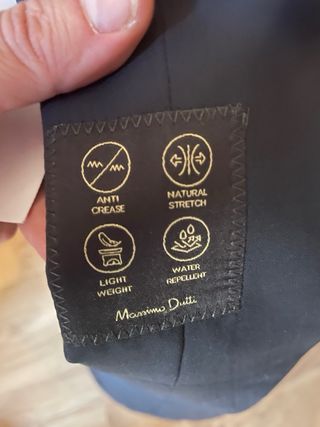 ANTI
CREASE
NATURAL
STRETCH
LIGHT
WEIGHT
WATER
REPELLENT
Massimo Dutti